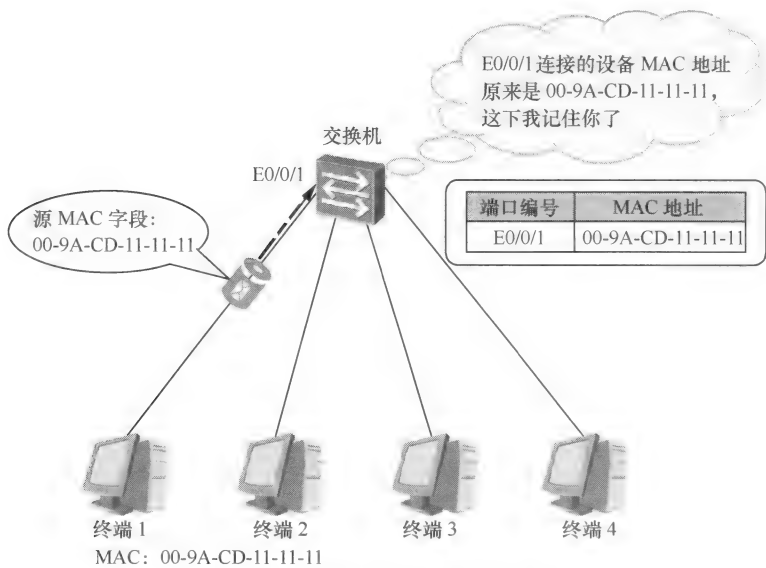 E0/0/1连接的设备 MAC 地址
原来是 00-9A-CD-11-11-11，
这下我记住你了
交换机
E0/0/1
源 MAC 字段：
00-9A-CD-11-11-11
端口编号 MAC 地址
E0/0/1 00-9A-CD-11-11-11
终端 1 终端 2 终端 3 终端 4
MAC：00-9A-CD-11-11-11